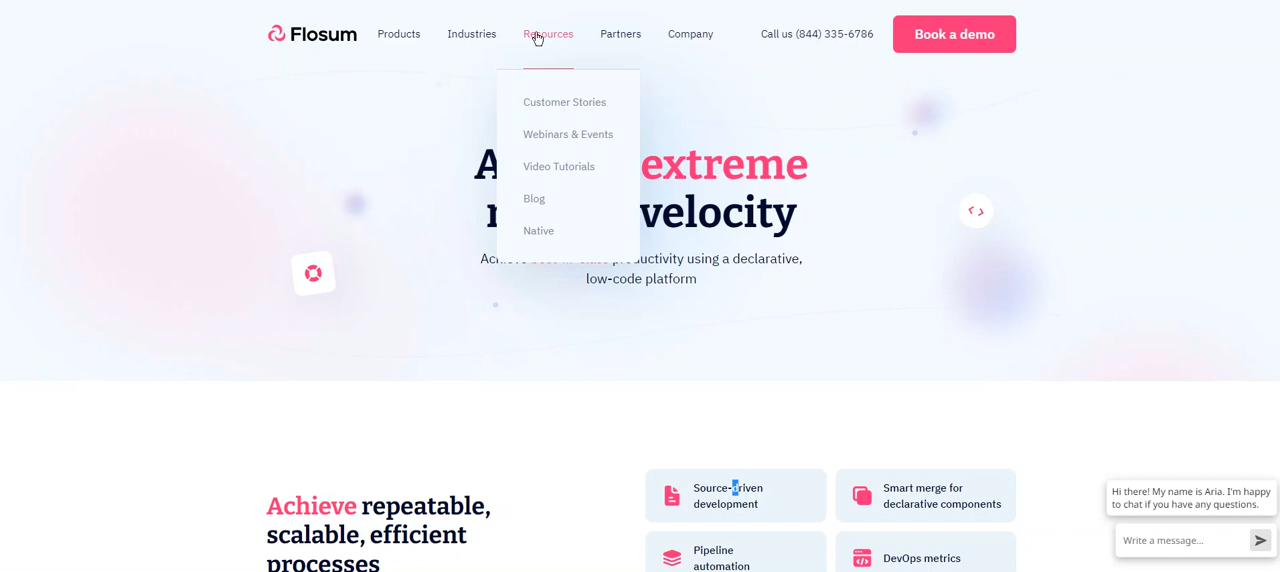 Flosum
Products
Industries
Resources
Partners
Company
Call us (844) 335-6786
Book a demo
Customer Stories
Webinars & Events
Video Tutorials
Blog
Native
extreme
velocity
productivity using a declarative,
low-code platform
Achieve repeatable,
scalable, efficient
processes
Source-driven
development
Smart merge for
declarative components
Pipeline
automation
DevOps metrics
Hi there! My name is Aria. I'm happy
to chat if you have any questions.
Write a message...